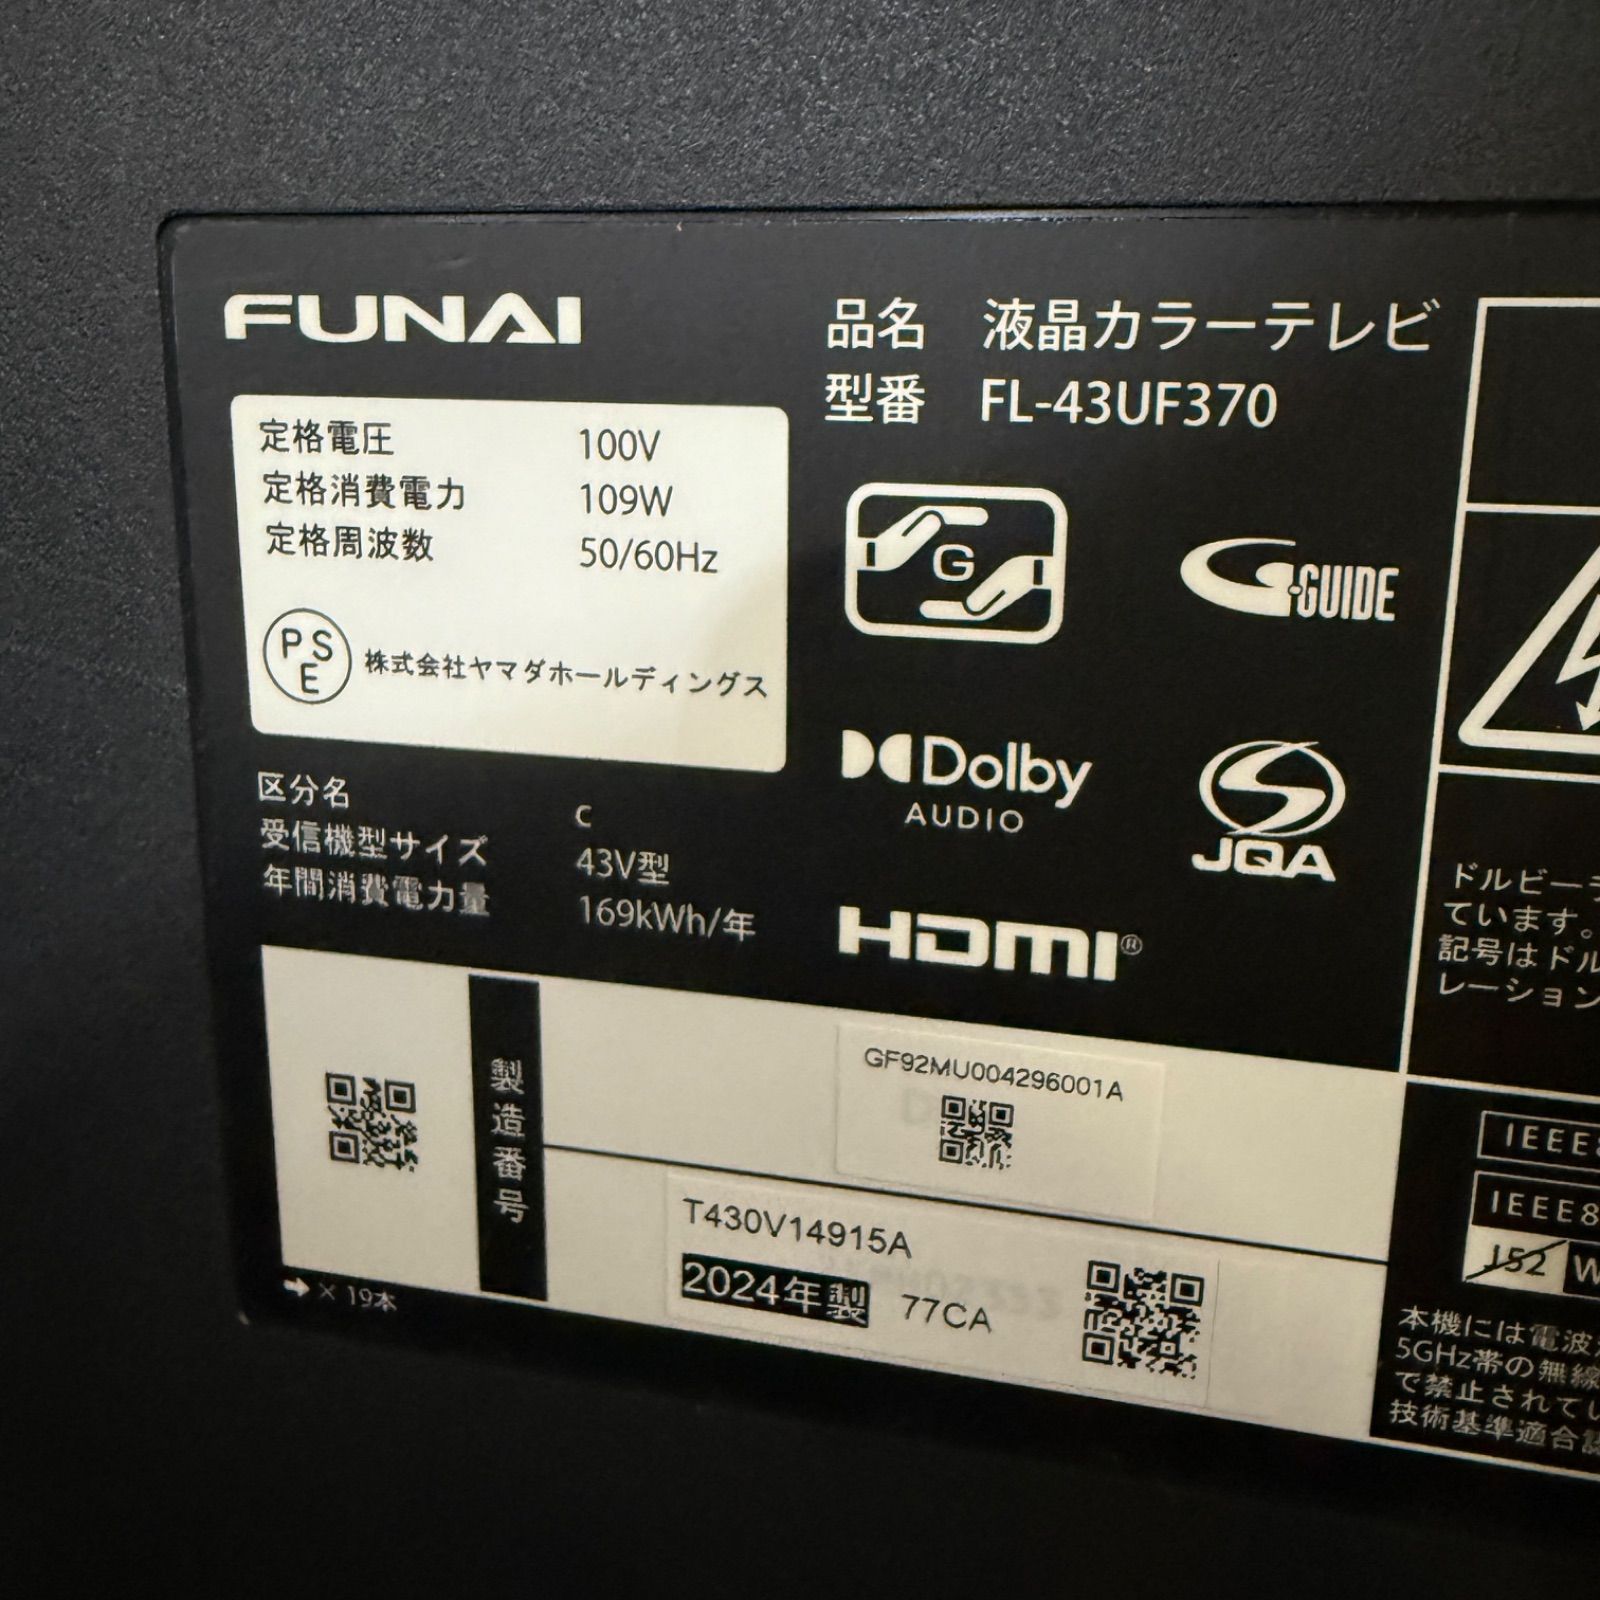 FUNAI
定格電圧 100V
定格消費電力 109W
定格周波数 50/60Hz
PSE 株式会社ヤマダホールディングス
区分名 C
受信機型サイズ 43V型
年間消費電力量 169kWh/年
品名 液晶カラーテレビ
型番 FL-43UF370
G
G-GUIDE
Dolby
AUDIO
JQA
HDMI®
製造番号
GF92MU004296001A
T430V14915A
2024年製 77CA
➡ × 19本
ドルビー
ています。
記号はドル
レーション
IEEE8
IEEE8
J52 W
本機には電波
5GHz帯の無線
で禁止されてい
技術基準適合認